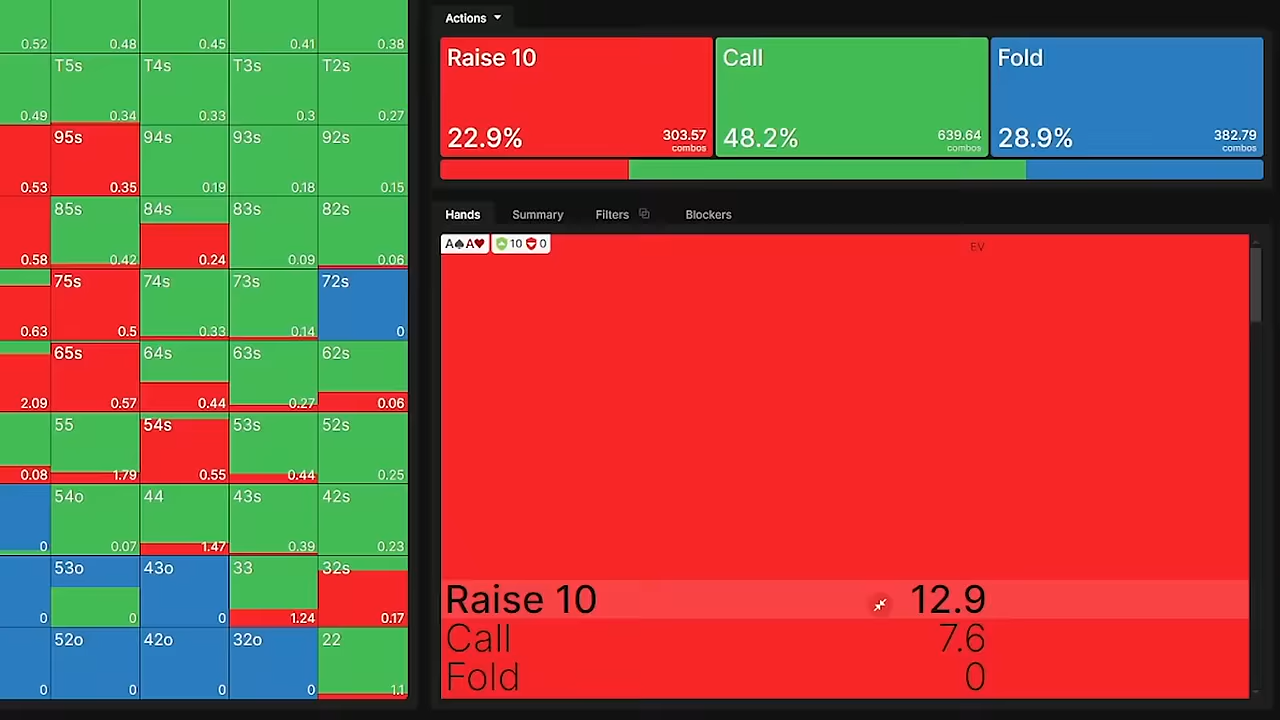 0.52 0.48 0.45 0.41 0.38
T5s T4s T3s T2s
0.49 0.34 0.33 0.3 0.27
95s 94s 93s 92s
0.53 0.35 0.19 0.18 0.15
85s 84s 83s 82s
0.58 0.42 0.24 0.09 0.06
75s 74s 73s 72s
0.63 0.5 0.33 0.14 0
65s 64s 63s 62s
2.09 0.57 0.44 0.27 0.06
55 54s 53s 52s
0.08 1.79 0.55 0.44 0.25
54o 44 43s 42s
0 0.07 1.47 0.39 0.23
53o 43o 33 32s
0 0 0 1.24 0.17
52o 42o 32o 22
0 0 0 0 1.1
Actions
Raise 10 Call Fold
22.9% 303.57 combos 48.2% 639.64 combos 28.9% 382.79 combos
Hands Summary Filters Blockers
A♠A♥ 10 0 EV
Raise 10 12.9
Call 7.6
Fold 0